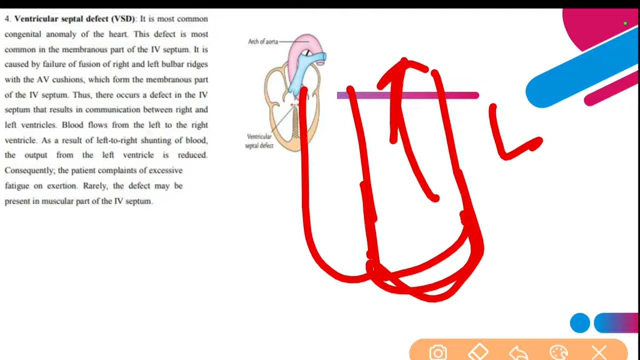 4. Ventricular septal defect (VSD): It is most common
congenital anomaly of the heart. This defect is most
common in the membranous part of the IV septum. It is
caused by failure of fusion of right and left bulbar ridges
with the AV cushions, which form the membranous part
of the IV septum. Thus, there occurs a defect in the IV
septum that results in communication between right and
left ventricles. Blood flows from the left to the right
ventricle. As a result of left-to-right shunting of blood,
the output from the left ventricle is reduced.
Consequently, the patient complaints of excessive
fatigue on exertion. Rarely, the defect may be
present in muscular part of the IV septum.
Arch of aorta
Ventricular
septal defect